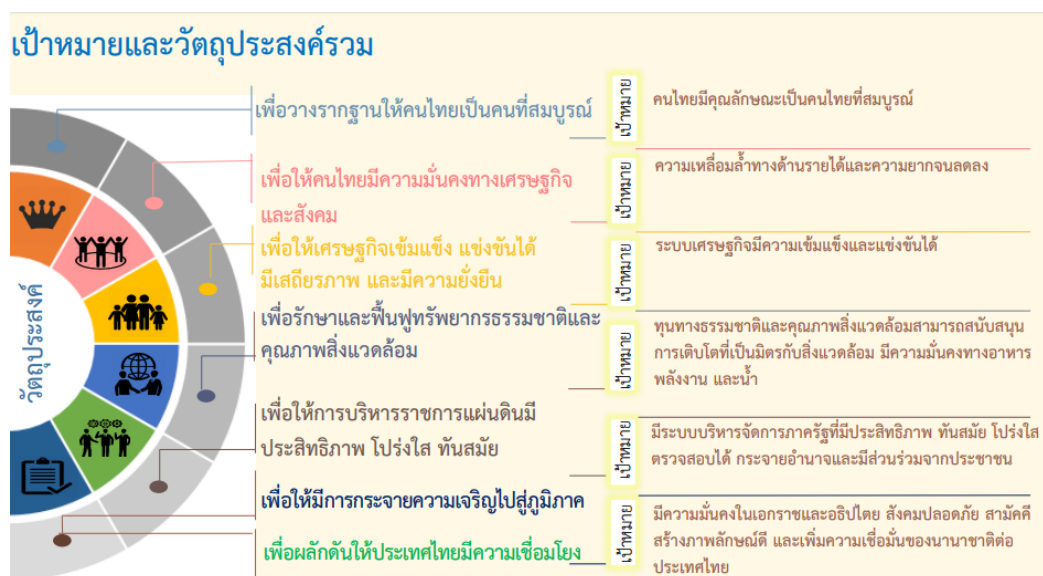 เป้าหมายและวัตถุประสงค์รวม
วัตถุประสงค์
เพื่อวางรากฐานให้คนไทยเป็นคนที่สมบูรณ์
เป้าหมาย
คนไทยมีคุณลักษณะเป็นคนไทยที่สมบูรณ์
เพื่อให้คนไทยมีความมั่นคงทางเศรษฐกิจ
และสังคม
เป้าหมาย
ความเหลื่อมล้ำทางด้านรายได้และความยากจนลดลง
เพื่อให้เศรษฐกิจเข้มแข็ง แข่งขันได้
มีเสถียรภาพ และมีความยั่งยืน
เป้าหมาย
ระบบเศรษฐกิจมีความเข้มแข็งและแข่งขันได้
เพื่อรักษาและฟื้นฟูทรัพยากรธรรมชาติและ
คุณภาพสิ่งแวดล้อม
เป้าหมาย
ทุนทางธรรมชาติและคุณภาพสิ่งแวดล้อมสามารถสนับสนุน
การเติบโตที่เป็นมิตรกับสิ่งแวดล้อม มีความมั่นคงทางอาหาร
พลังงาน และน้ำ
เพื่อให้การบริหารราชการแผ่นดินมี
ประสิทธิภาพ โปร่งใส ทันสมัย
เป้าหมาย
มีระบบบริหารจัดการภาครัฐที่มีประสิทธิภาพ ทันสมัย โปร่งใส
ตรวจสอบได้ กระจายอำนาจและมีส่วนร่วมจากประชาชน
เพื่อให้มีการกระจายความเจริญไปสู่ภูมิภาค
เพื่อผลักดันให้ประเทศไทยมีความเชื่อมโยง
เป้าหมาย
มีความมั่นคงในเอกราชและอธิปไตย สังคมปลอดภัย สามัคคี
สร้างภาพลักษณ์ดี และเพิ่มความเชื่อมั่นของนานาชาติต่อ
ประเทศไทย